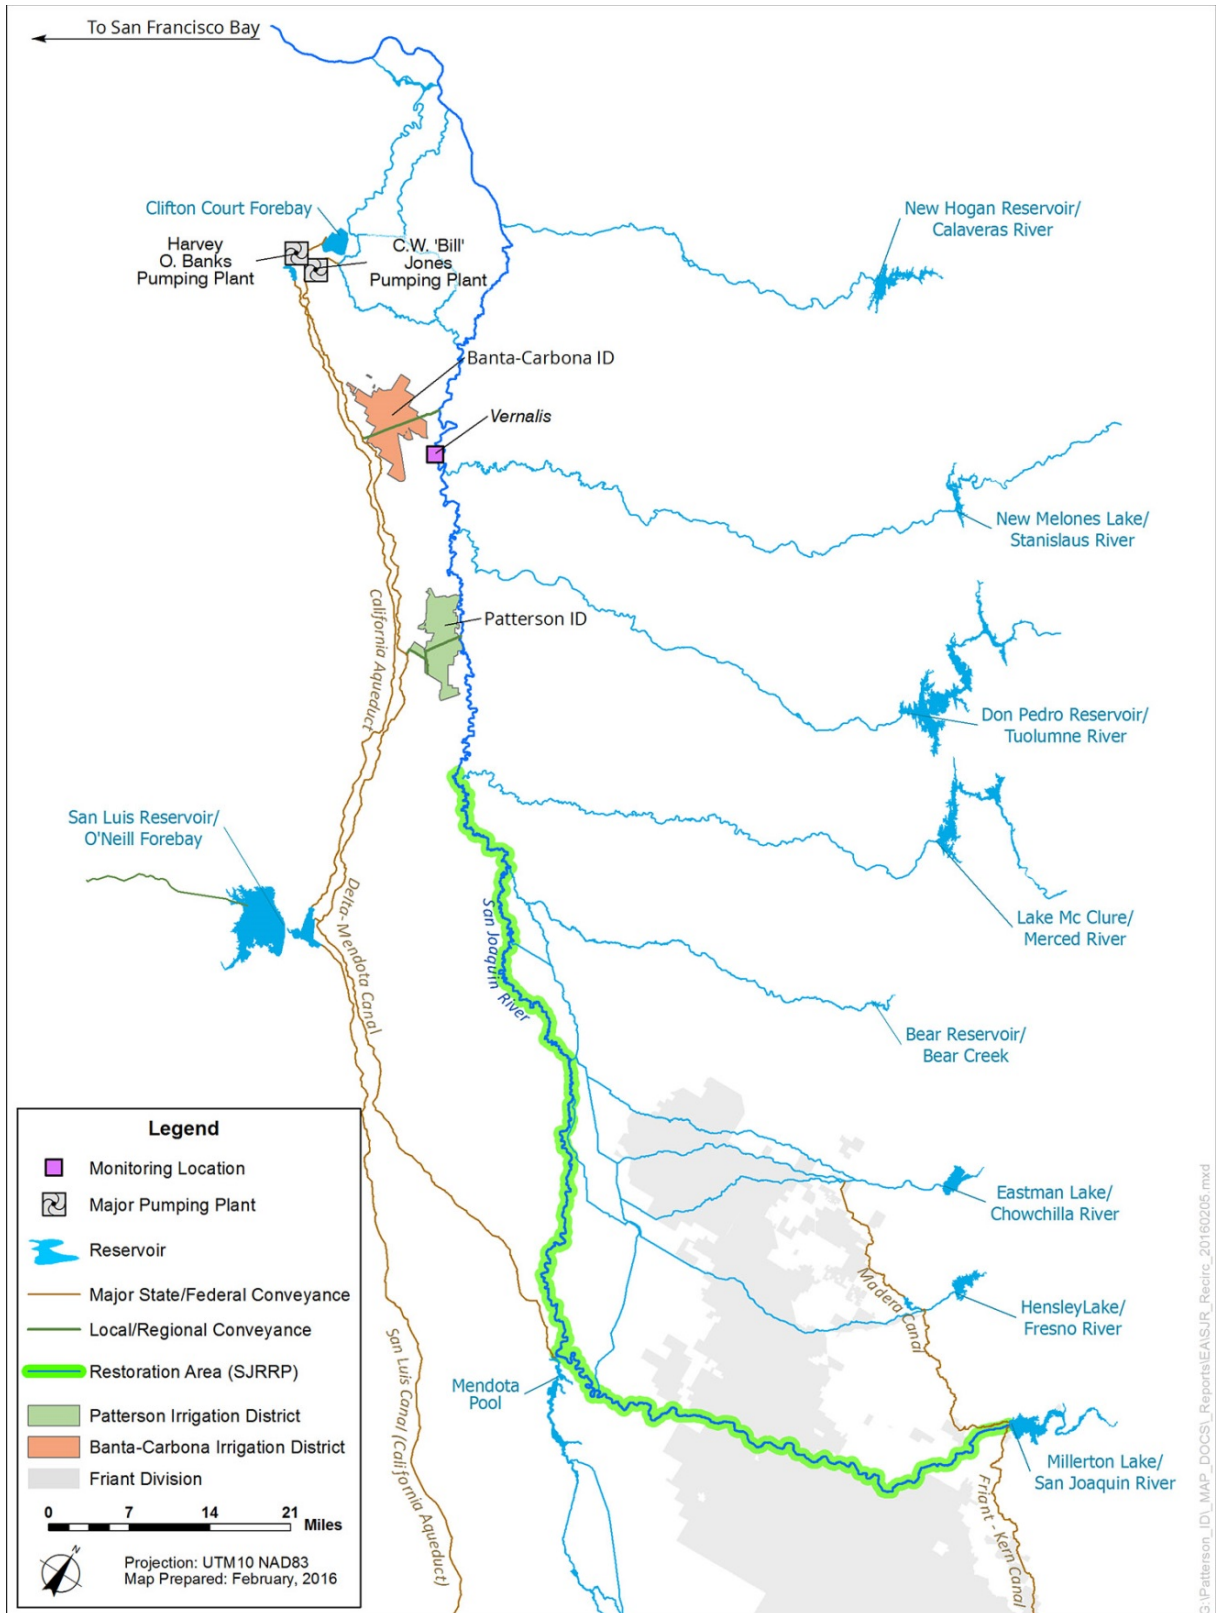 To San Francisco Bay
Clifton Court Forebay
Harvey
O. Banks
Pumping Plant
C.W. 'Bill'
Jones
Pumping Plant
New Hogan Reservoir/
Calaveras River
Banta-Carbona ID
Vernalis
New Melones Lake/
Stanislaus River
California Aqueduct
Patterson ID
Don Pedro Reservoir/
Tuolumne River
San Luis Reservoir/
O'Neill Forebay
Delta-Mendota Canal
San Joaquin River
Lake Mc Clure/
Merced River
Bear Reservoir/
Bear Creek
Eastman Lake/
Chowchilla River
Madera Canal
HensleyLake/
Fresno River
Mendota
Pool
San Luis Canal (California Aqueduct)
Millerton Lake/
San Joaquin River
Friant - Kern Canal
Legend
Monitoring Location
Major Pumping Plant
Reservoir
Major State/Federal Conveyance
Local/Regional Conveyance
Restoration Area (SJRRP)
Patterson Irrigation District
Banta-Carbona Irrigation District
Friant Division
0 7 14 21
Miles
N
Projection: UTM10 NAD83
Map Prepared: February, 2016
G:\Patterson_ID\_MAP_DOCS\_Reports\EA\SJR_Recirc_20160205.mxd